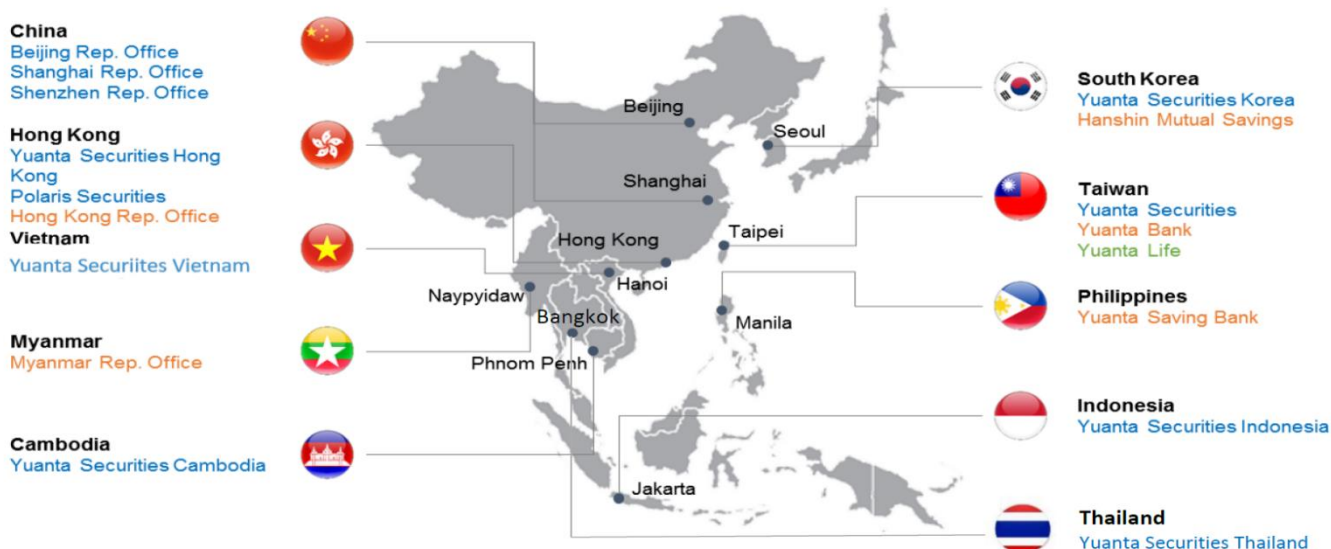 China
Beijing Rep. Office
Shanghai Rep. Office
Shenzhen Rep. Office
Hong Kong
Yuanta Securities Hong
Kong
Polaris Securities
Hong Kong Rep. Office
Vietnam
Yuanta Securiites Vietnam
Myanmar
Myanmar Rep. Office
Cambodia
Yuanta Securities Cambodia
Beijing
Seoul
Shanghai
Taipei
Hong Kong
Hanoi
Naypyidaw
Bangkok
Manila
Phnom Penh
Jakarta
South Korea
Yuanta Securities Korea
Hanshin Mutual Savings
Taiwan
Yuanta Securities
Yuanta Bank
Yuanta Life
Philippines
Yuanta Saving Bank
Indonesia
Yuanta Securities Indonesia
Thailand
Yuanta Securities Thailand